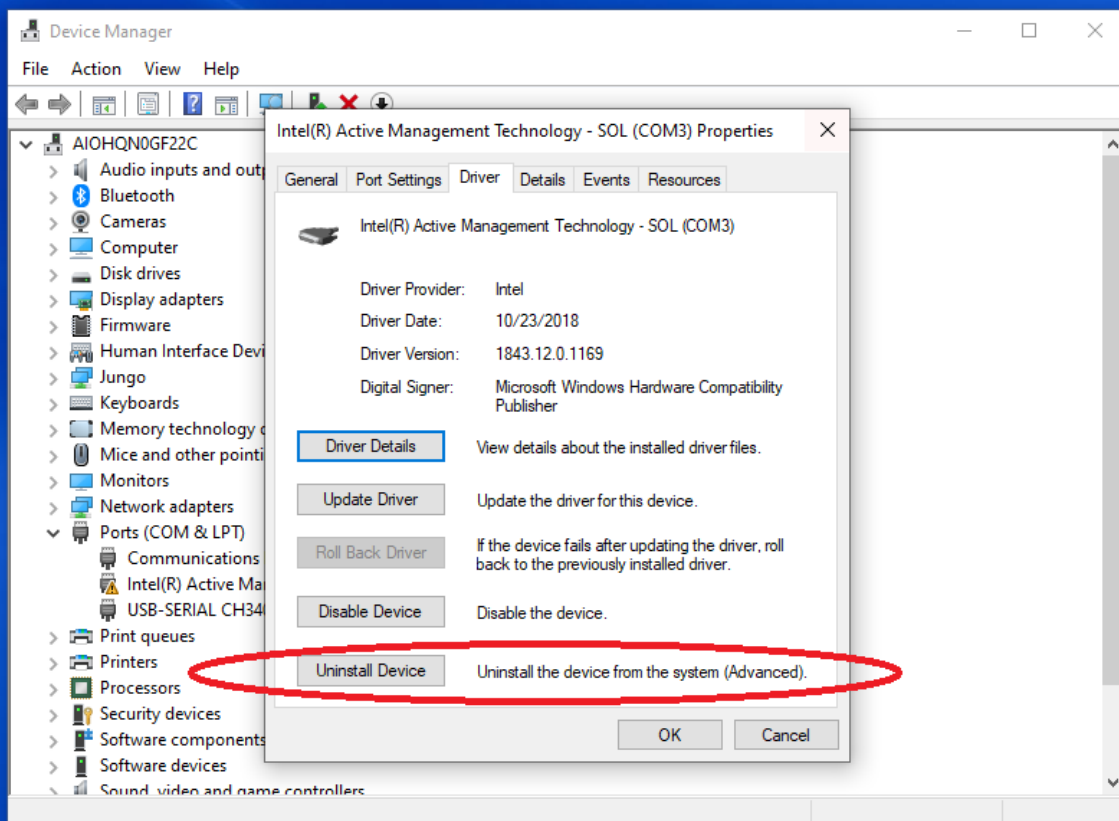 Device Manager
File Action View Help
AIOHQN0GF22C
Audio inputs and outp
Bluetooth
Cameras
Computer
Disk drives
Display adapters
Firmware
Human Interface Devi
Jungo
Keyboards
Memory technology d
Mice and other pointi
Monitors
Network adapters
Ports (COM & LPT)
Communications
Intel(R) Active Mar
USB-SERIAL CH340
Print queues
Printers
Processors
Security devices
Software components
Software devices
Sound, video and game controllers
Intel(R) Active Management Technology - SOL (COM3) Properties
General Port Settings Driver Details Events Resources
Intel(R) Active Management Technology - SOL (COM3)
Driver Provider: Intel
Driver Date: 10/23/2018
Driver Version: 1843.12.0.1169
Digital Signer: Microsoft Windows Hardware Compatibility
Publisher
Driver Details View details about the installed driver files.
Update Driver Update the driver for this device.
Roll Back Driver If the device fails after updating the driver, roll
back to the previously installed driver.
Disable Device Disable the device.
Uninstall Device Uninstall the device from the system (Advanced).
OK Cancel